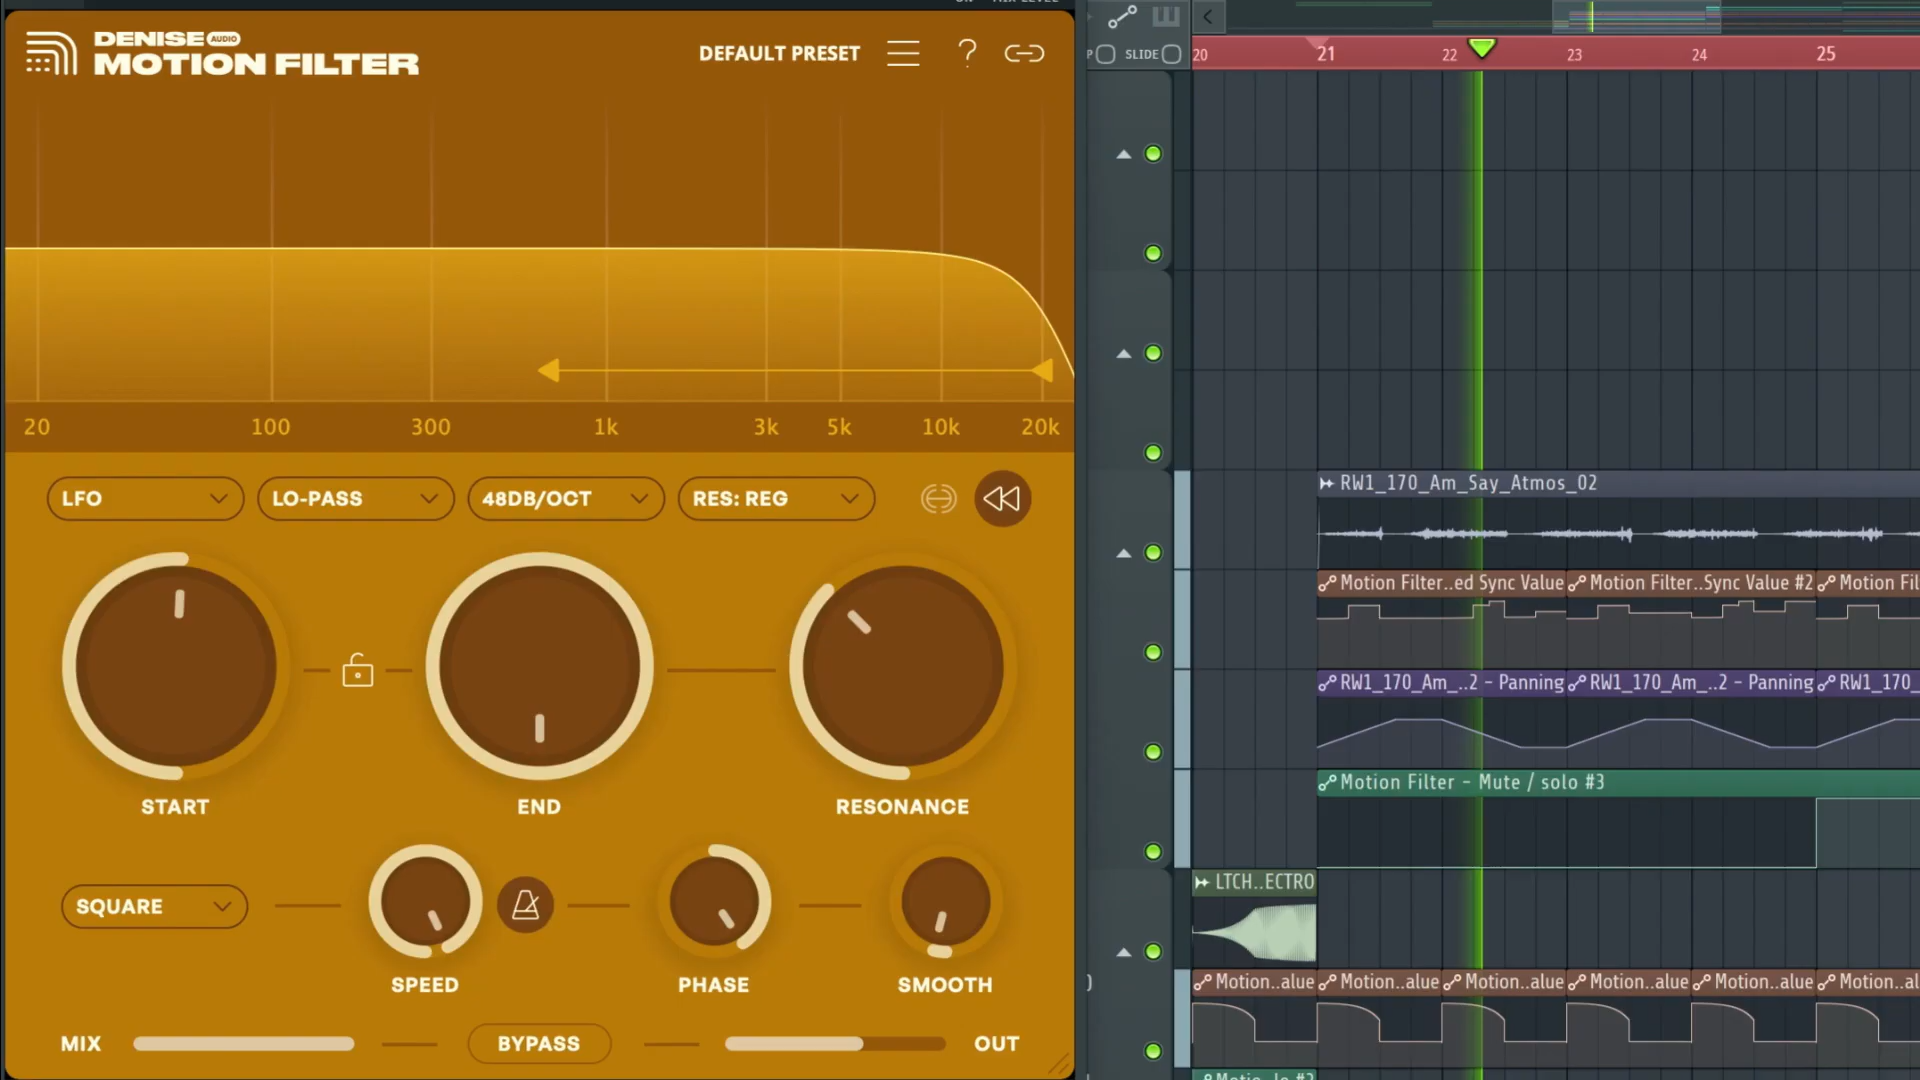 DENISE AUDIO
MOTION FILTER
DEFAULT PRESET
?
20 100 300 1k 3k 5k 10k 20k
LFO LO-PASS 48DB/OCT RES: REG
START END RESONANCE
SQUARE
SPEED PHASE SMOOTH
MIX BYPASS OUT
SLIDE
20 21 22 23 24 25
RW1_170_Am_Say_Atmos_02
Motion Filter..ed Sync Value Motion Filter..Sync Value #2 Motion Fil
RW1_170_Am_..2 - Panning RW1_170_Am_..2 - Panning RW1_170_
Motion Filter - Mute / solo #3
LTCH..ECTRO
Motion..alue Motion..alue Motion..alue Motion..alue Motion..alue Motion..al